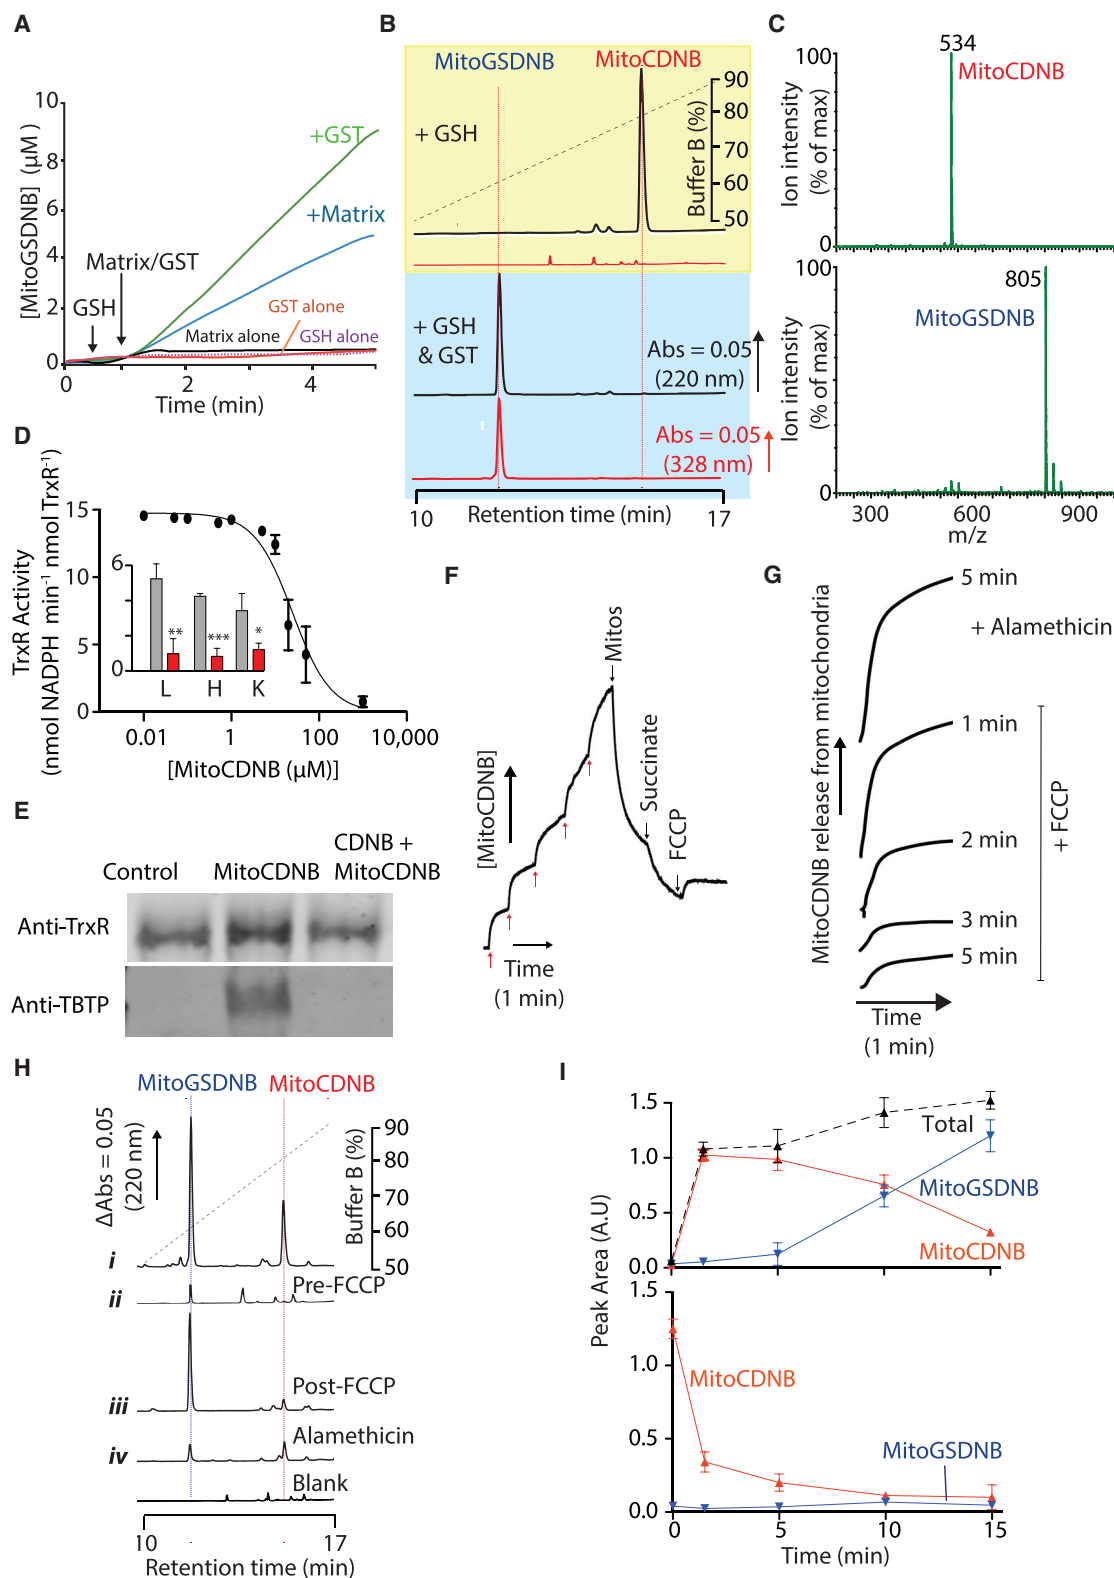 A
[MitoGSDNB] (µM )
10
8
6
4
2
0
+GST
+Matrix
Matrix/GST
GSH
GST alone
Matrix alone
GSH alone
0
2
4
Time (min)
B
MitoGSDNB
MitoCDNB
+ GSH
Buffer B (%)
90
80
70
60
50
+ GSH
& GST
Abs = 0.05
(220 nm)
Abs = 0.05
(328 nm)
10
17
Retention time (min)
C
534
MitoCDNB
Ion intensity
(% of max)
100
0
805
MitoGSDNB
Ion intensity
(% of max)
100
0
300
600
900
m/z
D
TrxR Activity
(nmol NADPH min⁻¹ nmol TrxR⁻¹)
15
10
5
0
6
0
**
***
*
L
H
K
0.01
1
100
10,000
[MitoCDNB (µM)]
E
Control
MitoCDNB
CDNB +
MitoCDNB
Anti-TrxR
Anti-TBTP
F
[MitoCDNB]
Mitos
Succinate
FCCP
Time
(1 min)
G
MitoCDNB release from mitochondria
5 min
+ Alamethicin
1 min
2 min
3 min
5 min
+ FCCP
Time
(1 min)
H
MitoGSDNB
MitoCDNB
ΔAbs = 0.05
(220 nm)
Buffer B (%)
90
80
70
60
50
i
ii
Pre-FCCP
iii
Post-FCCP
iv
Alamethicin
Blank
10
17
Retention time (min)
I
Peak Area (A.U)
1.5
1.0
0.5
0.0
Total
MitoGSDNB
MitoCDNB
1.5
1.0
0.5
0.0
MitoCDNB
MitoGSDNB
0
5
10
15
Time (min)